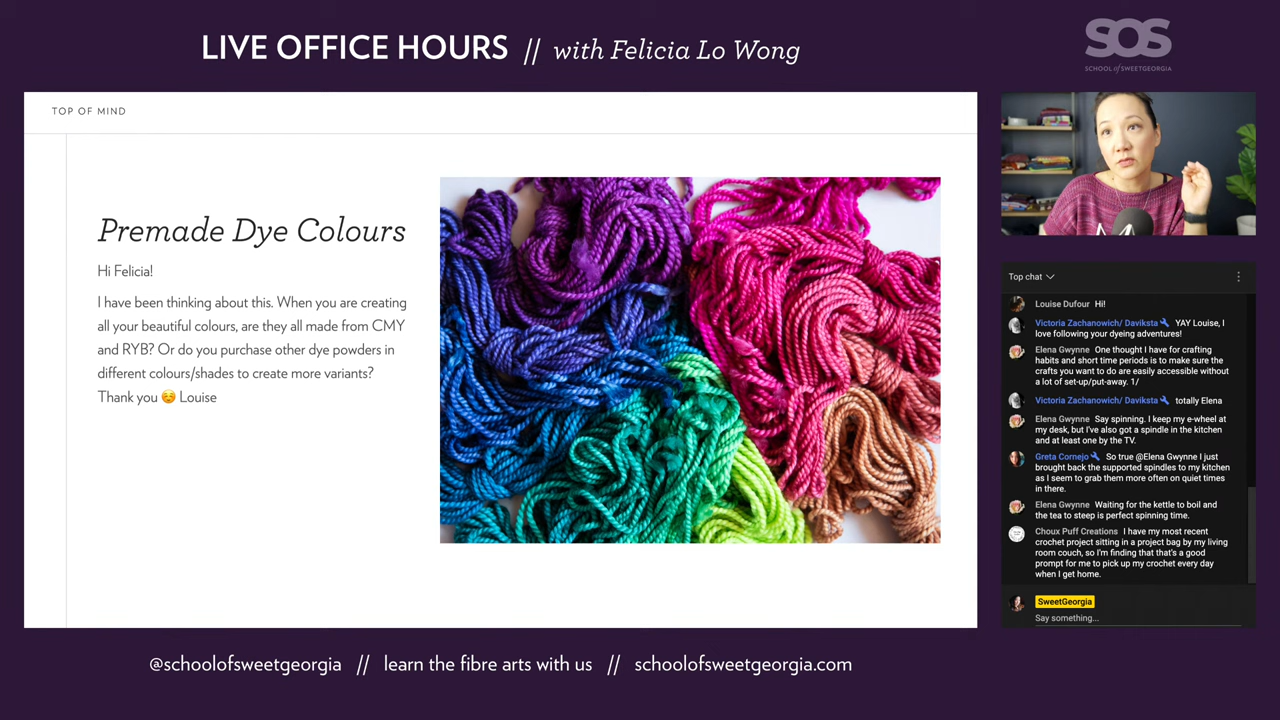 LIVE OFFICE HOURS // with Felicia Lo Wong
SOS
SCHOOL of SWEETGEORGIA
TOP OF MIND
Premade Dye Colours
Hi Felicia!
I have been thinking about this. When you are creating
all your beautiful colours, are they all made from CMY
and RYB? Or do you purchase other dye powders in
different colours/shades to create more variants?
Thank you ☺️ Louise
Top chat
Louise Dufour Hi!
Victoria Zachanowich/ Daviksta YAY Louise, I
love following your dyeing adventures!
Elena Gwynne One thought I have for crafting
habits and short time periods is to make sure the
crafts you want to do are easily accessible without
a lot of set-up/put-away. 1/
Victoria Zachanowich/ Daviksta totally Elena
Elena Gwynne Say spinning. I keep my e-wheel at
my desk, but I've also got a spindle in the kitchen
and at least one by the TV.
Greta Cornejo So true @Elena Gwynne I just
brought back the supported spindles to my kitchen
as I seem to grab them more often on quiet times
in there.
Elena Gwynne Waiting for the kettle to boil and
the tea to steep is perfect spinning time.
Choux Puff Creations I have my most recent
crochet project sitting in a project bag by my living
room couch, so I'm finding that that's a good
prompt for me to pick up my crochet every day
when I get home.
SweetGeorgia
Say something...
@schoolofsweetgeorgia // learn the fibre arts with us // schoolofsweetgeorgia.com